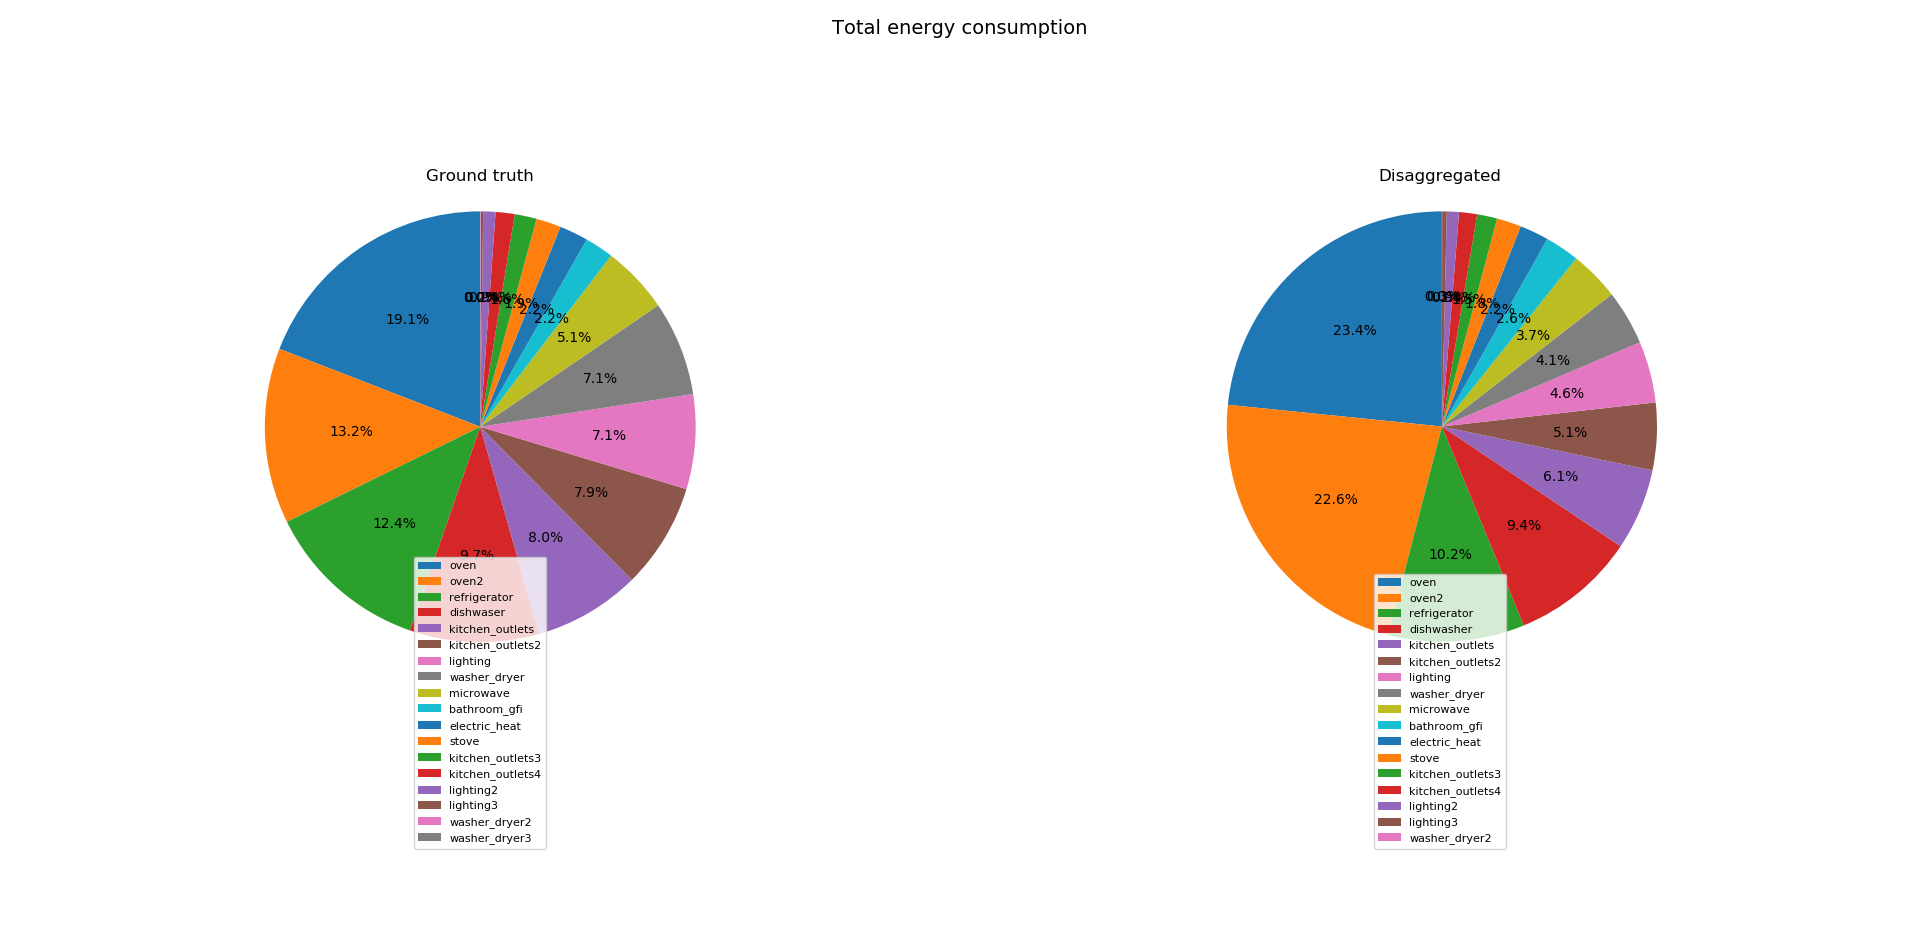 Total energy consumption
Ground truth
19.1%
13.2%
12.4%
9.7%
8.0%
7.9%
7.1%
7.1%
5.1%
2.2%
2.2%
1.9%
oven
oven2
refrigerator
dishwaser
kitchen_outlets
kitchen_outlets2
lighting
washer_dryer
microwave
bathroom_gfi
electric_heat
stove
kitchen_outlets3
kitchen_outlets4
lighting2
lighting3
washer_dryer2
washer_dryer3
Disaggregated
23.4%
22.6%
10.2%
9.4%
6.1%
5.1%
4.6%
4.1%
3.7%
2.6%
2.2%
1.8%
oven
oven2
refrigerator
dishwasher
kitchen_outlets
kitchen_outlets2
lighting
washer_dryer
microwave
bathroom_gfi
electric_heat
stove
kitchen_outlets3
kitchen_outlets4
lighting2
lighting3
washer_dryer2